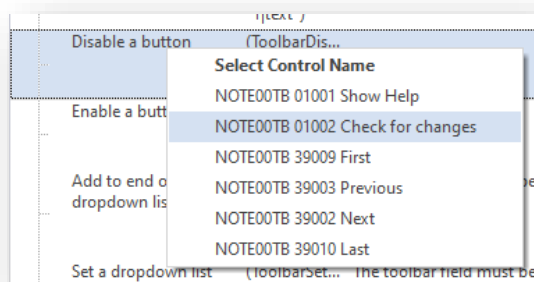 Disable a button (ToolbarDis...
Select Control Name
NOTE00TB 01001 Show Help
Enable a butt
NOTE00TB 01002 Check for changes
NOTE00TB 39009 First
Add to end o
NOTE00TB 39003 Previous
dropdown lis
NOTE00TB 39002 Next
NOTE00TB 39010 Last
Set a dropdown list (ToolbarSet... The toolbar field must be